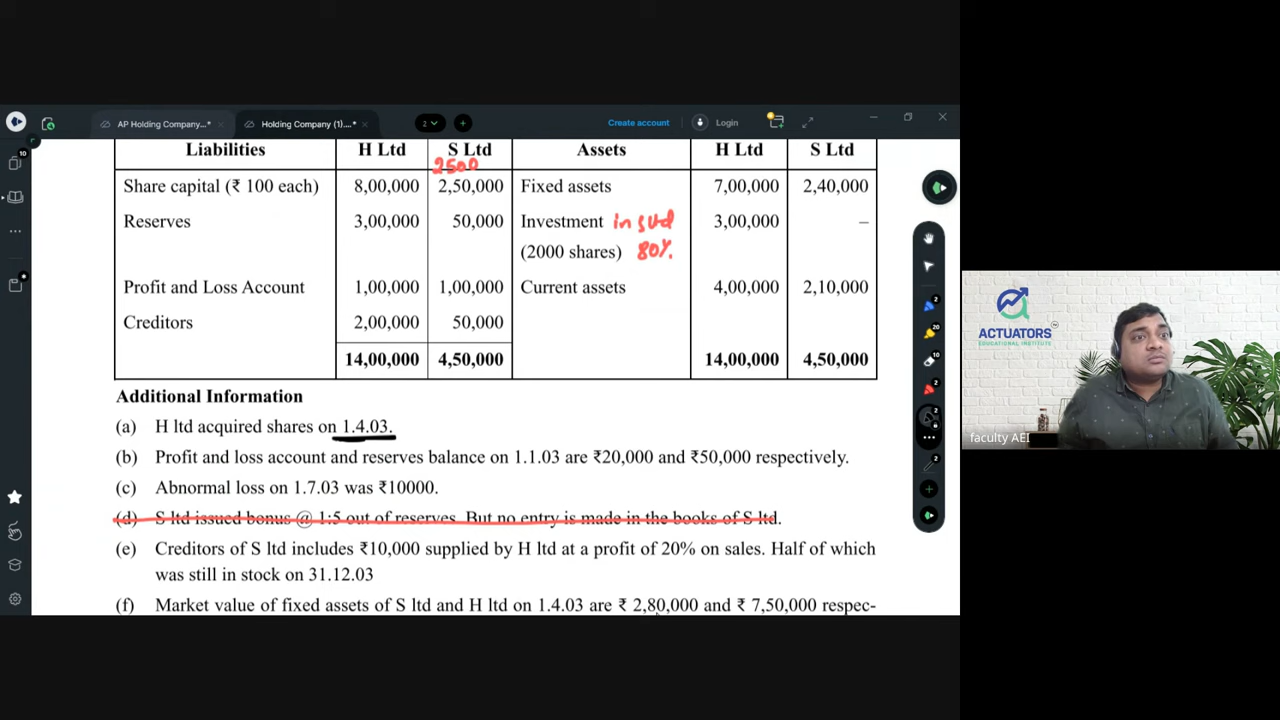 AP Holding Company...*
Holding Company (1)....*
2
Create account
Login
Liabilities H Ltd S Ltd Assets H Ltd S Ltd
2500
Share capital (₹ 100 each) 8,00,000 2,50,000 Fixed assets 7,00,000 2,40,000
Reserves 3,00,000 50,000 Investment in sub 3,00,000 –
(2000 shares) 80%.
Profit and Loss Account 1,00,000 1,00,000 Current assets 4,00,000 2,10,000
Creditors 2,00,000 50,000
14,00,000 4,50,000 14,00,000 4,50,000
Additional Information
(a) H ltd acquired shares on 1.4.03.
(b) Profit and loss account and reserves balance on 1.1.03 are ₹20,000 and ₹50,000 respectively.
(c) Abnormal loss on 1.7.03 was ₹10000.
(d) S ltd issued bonus @ 1:5 out of reserves. But no entry is made in the books of S ltd.
(e) Creditors of S ltd includes ₹10,000 supplied by H ltd at a profit of 20% on sales. Half of which
was still in stock on 31.12.03
(f) Market value of fixed assets of S ltd and H ltd on 1.4.03 are ₹ 2,80,000 and ₹ 7,50,000 respec-
ACTUATORS
EDUCATIONAL INSTITUTE
faculty AEI